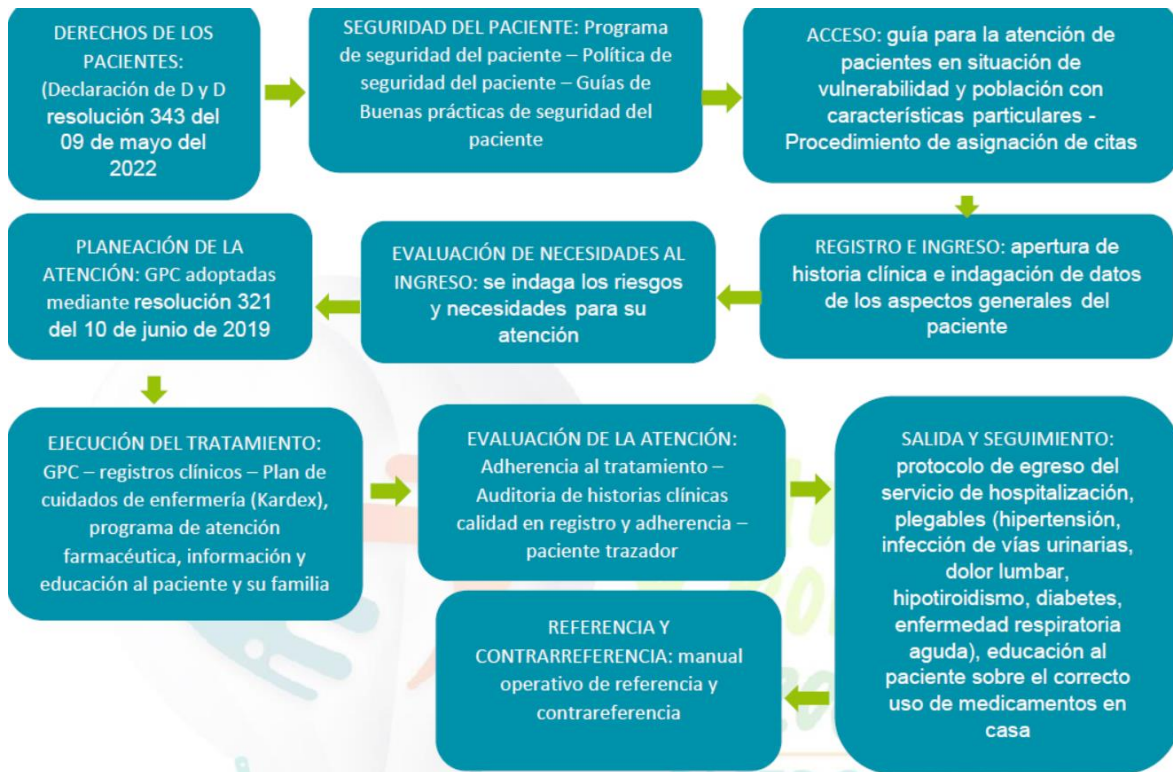 DERECHOS DE LOS
PACIENTES:
(Declaración de D y D
resolución 343 del
09 de mayo del
2022
SEGURIDAD DEL PACIENTE: Programa
de seguridad del paciente – Política de
seguridad del paciente – Guías de
Buenas prácticas de seguridad del
paciente
ACCESO: guía para la atención de
pacientes en situación de
vulnerabilidad y población con
características particulares -
Procedimiento de asignación de citas
REGISTRO E INGRESO: apertura de
historia clínica e indagación de datos
de los aspectos generales del
paciente
EVALUACIÓN DE NECESIDADES AL
INGRESO: se indaga los riesgos
y necesidades para su
atención
PLANEACIÓN DE LA
ATENCIÓN: GPC adoptadas
mediante resolución 321
del 10 de junio de 2019
EJECUCIÓN DEL TRATAMIENTO:
GPC – registros clínicos – Plan de
cuidados de enfermería (Kardex),
programa de atención
farmacéutica, información y
educación al paciente y su familia
EVALUACIÓN DE LA ATENCIÓN:
Adherencia al tratamiento –
Auditoria de historias clínicas
calidad en registro y adherencia –
paciente trazador
SALIDA Y SEGUIMIENTO:
protocolo de egreso del
servicio de hospitalización,
plegables (hipertensión,
infección de vías urinarias,
dolor lumbar,
hipotiroidismo, diabetes,
enfermedad respiratoria
aguda), educación al
paciente sobre el correcto
uso de medicamentos en
casa
REFERENCIA Y
CONTRARREFERENCIA: manual
operativo de referencia y
contrareferencia